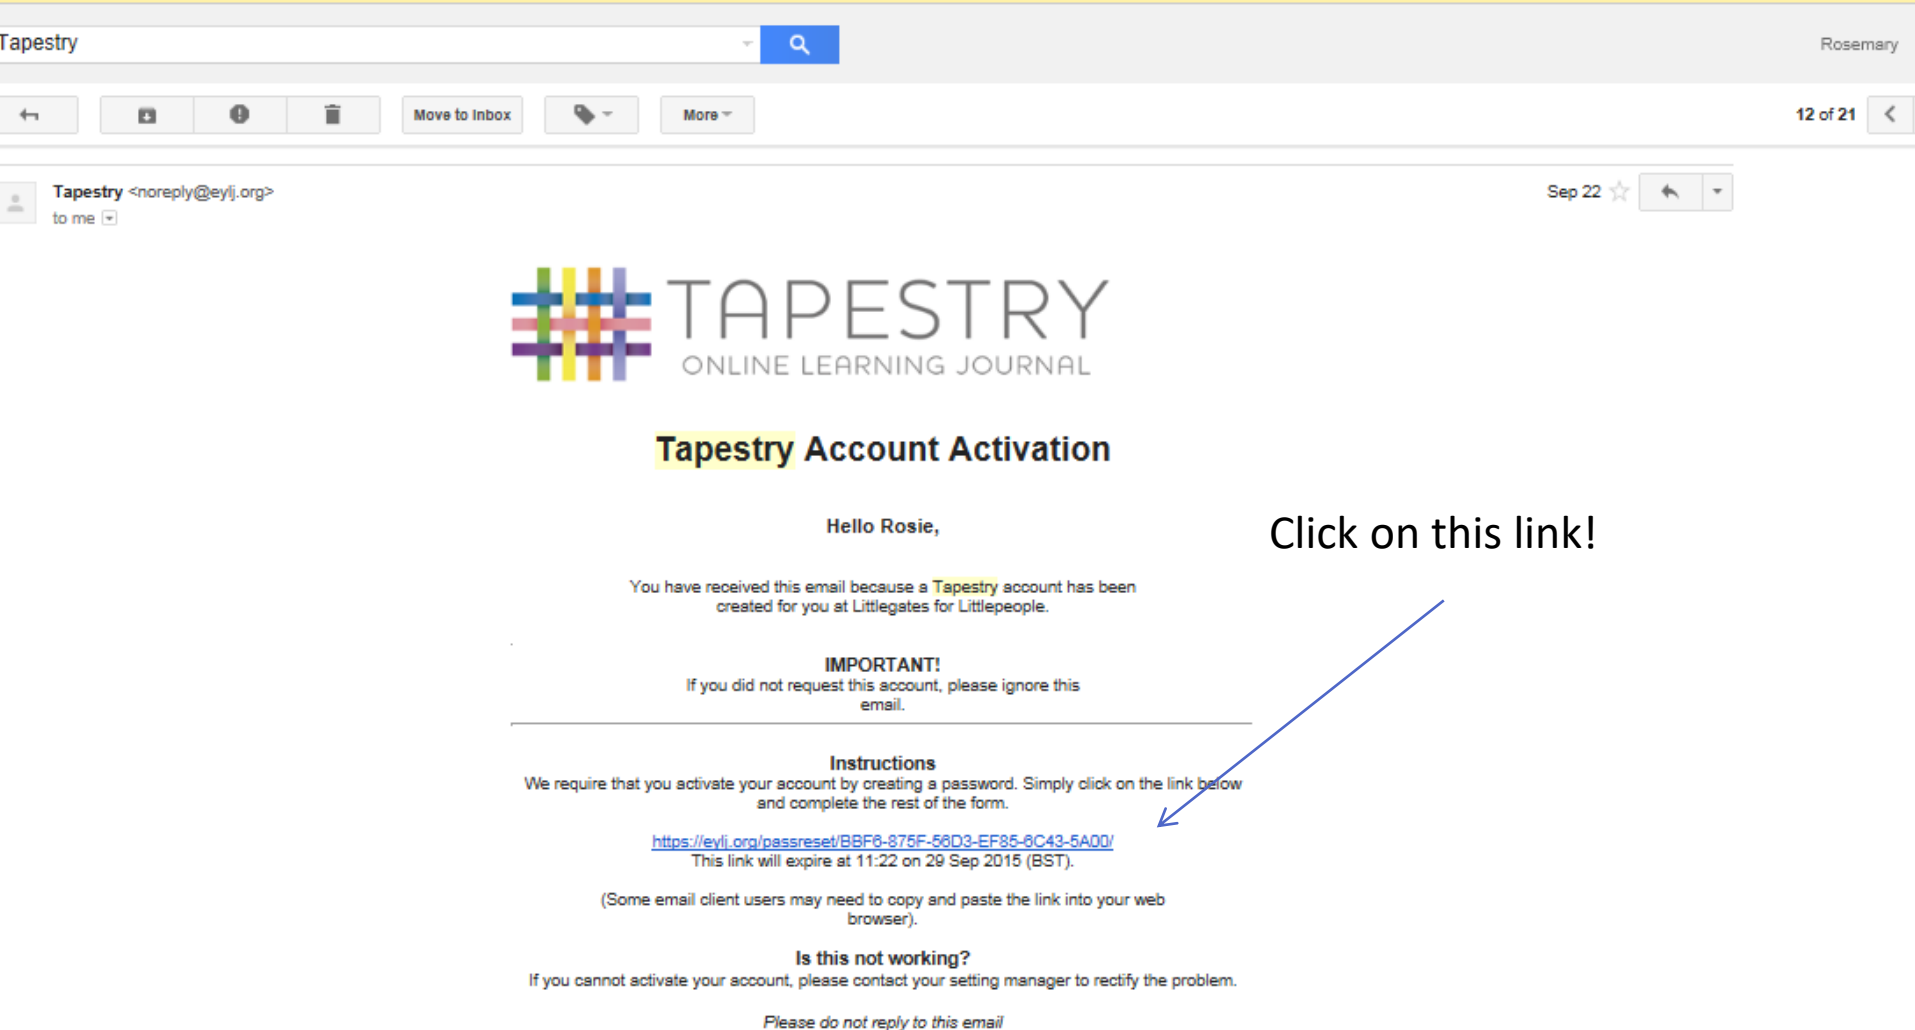 Tapestry
Rosemary
Move to Inbox
More
12 of 21
Tapestry <noreply@eylj.org>
Sep 22
to me
TAPESTRY
ONLINE LEARNING JOURNAL
Tapestry Account Activation
Hello Rosie,
Click on this link!
You have received this email because a Tapestry account has been
created for you at Littlegates for Littlepeople.
IMPORTANT!
If you did not request this account, please ignore this
email.
Instructions
We require that you activate your account by creating a password. Simply click on the link below
and complete the rest of the form.
https://eylj.org/passreset/BBF6-875F-56D3-EF85-6C43-5A00/
This link will expire at 11:22 on 29 Sep 2015 (BST).
(Some email client users may need to copy and paste the link into your web
browser).
Is this not working?
If you cannot activate your account, please contact your setting manager to rectify the problem.
Please do not reply to this email